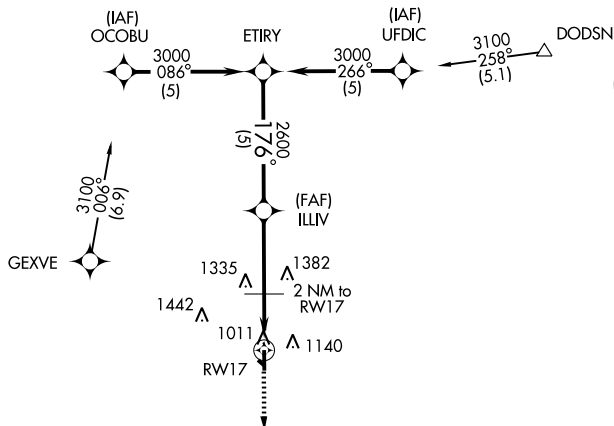 (IAF)
OCOBU
ETIRY
(IAF)
UFDIC
DODSN
3000
086°
(5)
3000
266°
(5)
3100
258°
(5.1)
2600
176°
(5)
3100
006°
(6.9)
GEXVE
(FAF)
ILLIV
1335
1382
2 NM to
RW17
1442
1011
1140
RW17